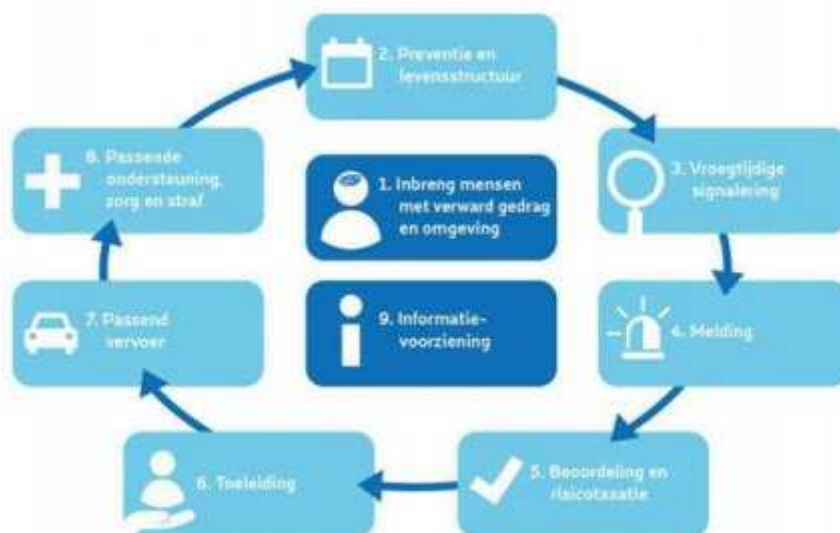 2. Preventie en
levensstructuur
8. Passende
ondersteuning,
zorg en straf
1. Inbreng mensen
met verward gedrag
en omgeving
3. Vroegtijdige
signalering
7. Passend
vervoer
9. Informatie-
voorziening
4. Melding
6. Toeleiding
5. Beoordeling en
risicotaxatie